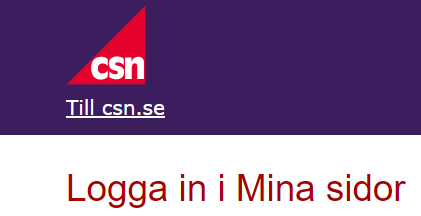 csn
Till csn.se
Logga in i Mina sidor